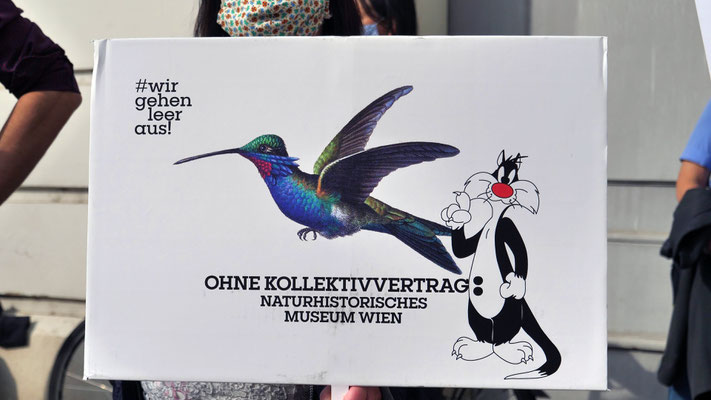 #wir
gehen
leer
aus!
OHNE KOLLEKTIVVERTRAG:
NATURHISTORISCHES
MUSEUM WIEN